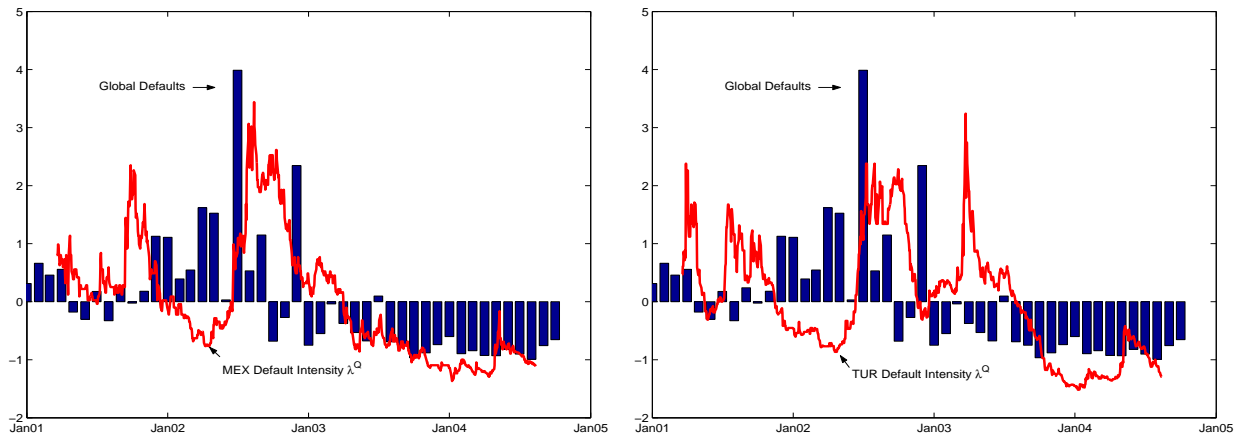 5
4
3
2
1
0
−1
−2
Jan01
Jan02
Jan03
Jan04
Jan05
Global Defaults
MEX Default Intensity λ^Q
5
4
3
2
1
0
−1
−2
Jan01
Jan02
Jan03
Jan04
Jan05
Global Defaults
TUR Default Intensity λ^Q